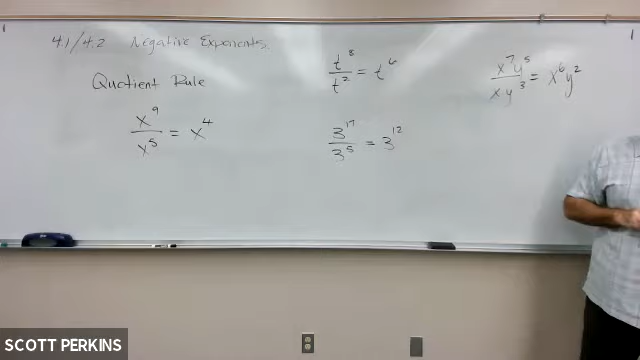 4.1/4.2 Negative Exponents
Quotient Rule
x⁹/x⁵ = x⁴
t⁸/t² = t⁶
3¹⁷/3⁵ = 3¹²
x⁷y⁵/xy³ = x⁶y²
SCOTT PERKINS